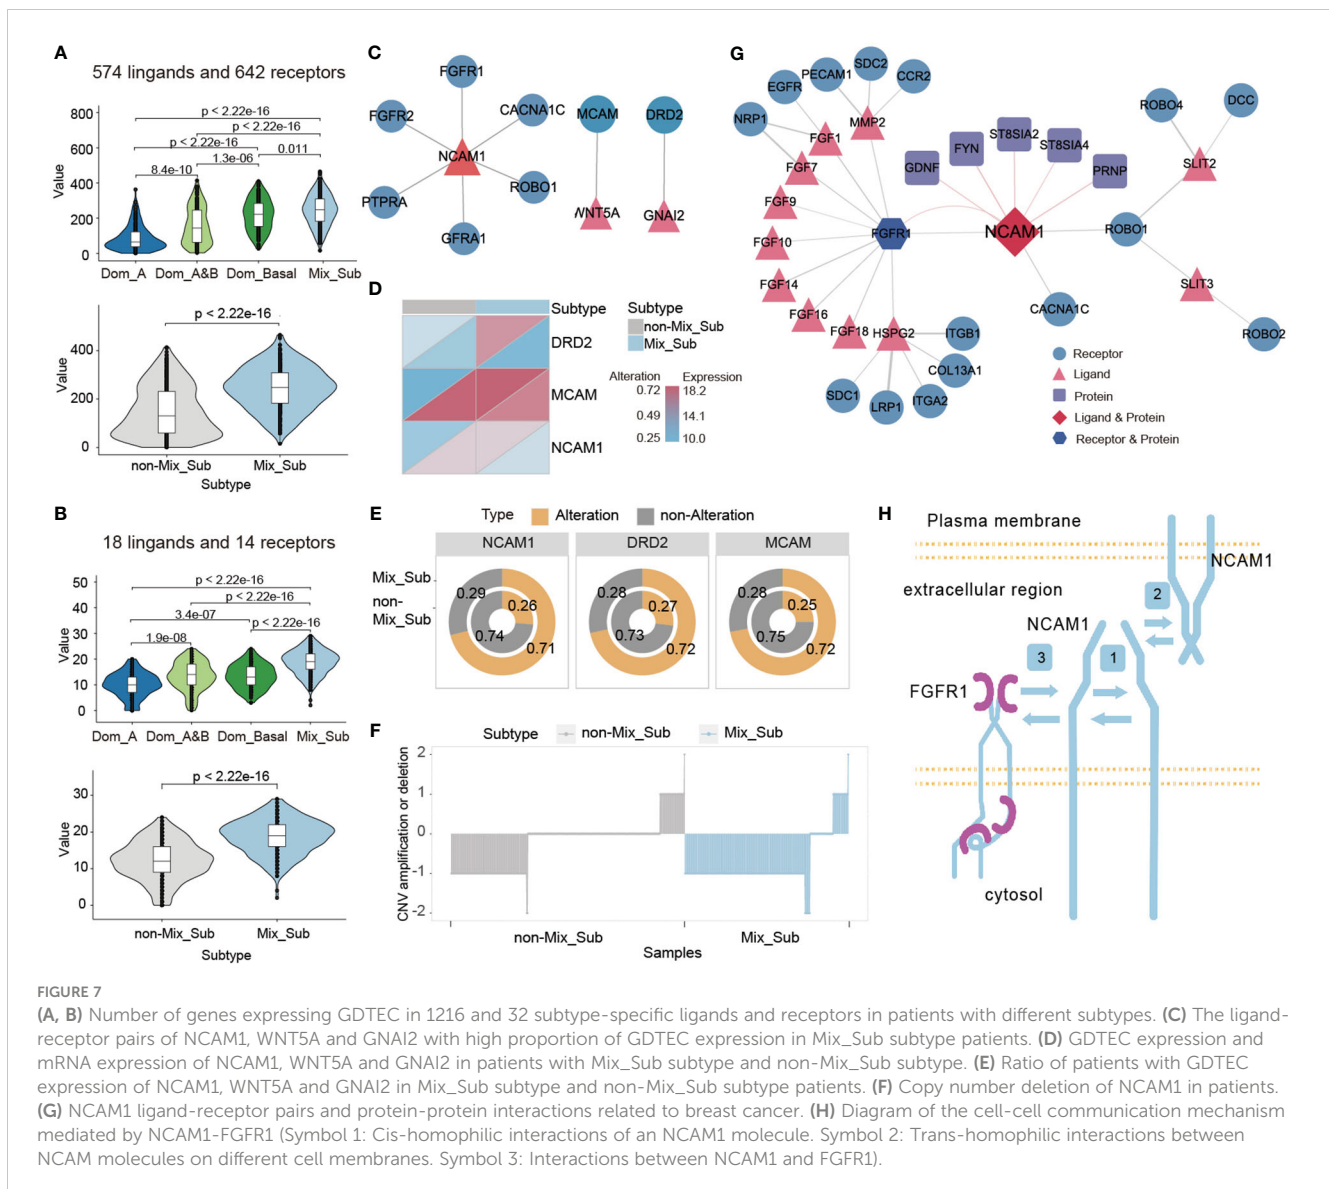 A
574 lingands and 642 receptors
p < 2.22e-16
p < 2.22e-16
p < 2.22e-16
0.011
1.3e-06
8.4e-10
800
600
400
200
0
Value
Dom_A Dom_A&B Dom_Basal Mix_Sub
p < 2.22e-16
400
200
0
Value
non-Mix_Sub Mix_Sub
Subtype
B
18 lingands and 14 receptors
p < 2.22e-16
p < 2.22e-16
3.4e-07
p < 2.22e-16
1.9e-08
50
40
30
20
10
0
Value
Dom_A Dom_A&B Dom_Basal Mix_Sub
p < 2.22e-16
30
20
10
0
Value
non-Mix_Sub Mix_Sub
Subtype
C
FGFR1
FGFR2
CACNA1C
NCAM1
PTPRA
ROBO1
GFRA1
MCAM
DRD2
WNT5A
GNAI2
D
Subtype
DRD2
MCAM
NCAM1
Subtype
non-Mix_Sub
Mix_Sub
Alteration Expression
0.72 18.2
0.49 14.1
0.25 10.0
E
Type Alteration non-Alteration
NCAM1 DRD2 MCAM
Mix_Sub
non-
Mix_Sub
0.29 0.26 0.74 0.71
0.28 0.27 0.73 0.72
0.28 0.25 0.75 0.72
F
Subtype non-Mix_Sub Mix_Sub
CNV amplification or deletion
2
1
0
-1
-2
non-Mix_Sub Mix_Sub
Samples
G
SDC2
PECAM1
CCR2
EGFR
NRP1
MMP2
FGF1
FGF7
FGF9
FGF10
FGF14
FGF16
FGF18
HSPG2
FGFR1
ITGB1
COL13A1
ITGA2
LRP1
SDC1
GDNF
FYN
ST8SIA2
ST8SIA4
PRNP
NCAM1
CACNA1C
ROBO1
ROBO4
DCC
SLIT2
SLIT3
ROBO2
Receptor
Ligand
Protein
Ligand & Protein
Receptor & Protein
H
Plasma membrane
NCAM1
extracellular region
2
NCAM1
3
1
FGFR1
cytosol
FIGURE 7
(A, B) Number of genes expressing GDTEC in 1216 and 32 subtype-specific ligands and receptors in patients with different subtypes. (C) The ligand-
receptor pairs of NCAM1, WNT5A and GNAI2 with high proportion of GDTEC expression in Mix_Sub subtype patients. (D) GDTEC expression and
mRNA expression of NCAM1, WNT5A and GNAI2 in patients with Mix_Sub subtype and non-Mix_Sub subtype. (E) Ratio of patients with GDTEC
expression of NCAM1, WNT5A and GNAI2 in Mix_Sub subtype and non-Mix_Sub subtype patients. (F) Copy number deletion of NCAM1 in patients.
(G) NCAM1 ligand-receptor pairs and protein-protein interactions related to breast cancer. (H) Diagram of the cell-cell communication mechanism
mediated by NCAM1-FGFR1 (Symbol 1: Cis-homophilic interactions of an NCAM1 molecule. Symbol 2: Trans-homophilic interactions between
NCAM molecules on different cell membranes. Symbol 3: Interactions between NCAM1 and FGFR1).